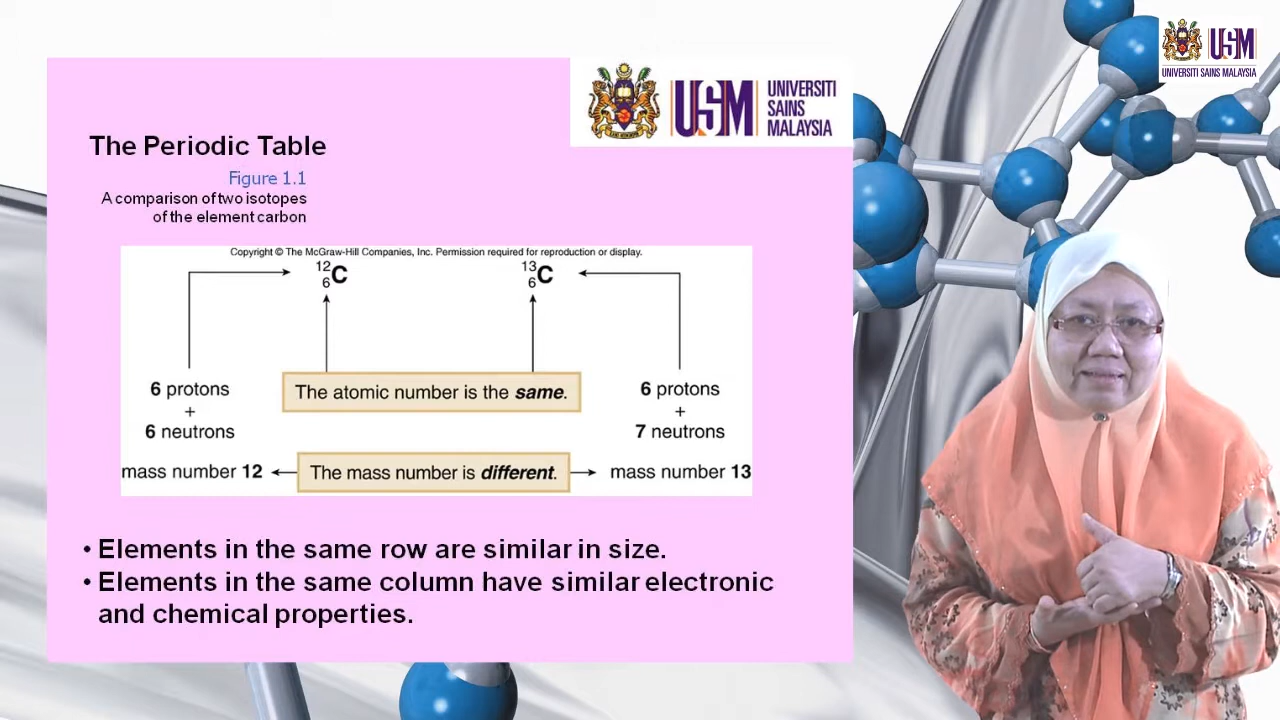 USM
UNIVERSITI SAINS MALAYSIA
USM
UNIVERSITI
SAINS
MALAYSIA
The Periodic Table
Figure 1.1
A comparison of two isotopes
of the element carbon
Copyright © The McGraw-Hill Companies, Inc. Permission required for reproduction or display.
12 6 C 13 6 C
6 protons The atomic number is the same. 6 protons
+ +
6 neutrons 7 neutrons
mass number 12 The mass number is different. mass number 13
• Elements in the same row are similar in size.
• Elements in the same column have similar electronic
and chemical properties.